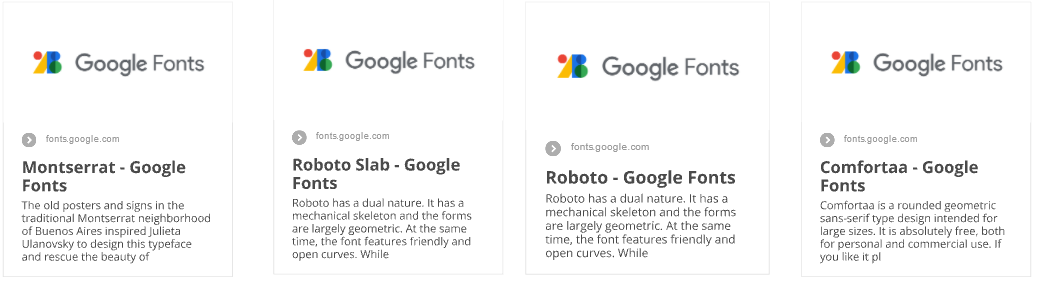 Google Fonts
fonts.google.com
Montserrat - Google
Fonts
The old posters and signs in the
traditional Montserrat neighborhood
of Buenos Aires inspired Julieta
Ulanovsky to design this typeface
and rescue the beauty of
Google Fonts
fonts.google.com
Roboto Slab - Google
Fonts
Roboto has a dual nature. It has a
mechanical skeleton and the forms
are largely geometric. At the same
time, the font features friendly and
open curves. While
Google Fonts
fonts.google.com
Roboto - Google Fonts
Roboto has a dual nature. It has a
mechanical skeleton and the forms
are largely geometric. At the same
time, the font features friendly and
open curves. While
Google Fonts
fonts.google.com
Comfortaa - Google
Fonts
Comfortaa is a rounded geometric
sans-serif type design intended for
large sizes. It is absolutely free, both
for personal and commercial use. If
you like it pl